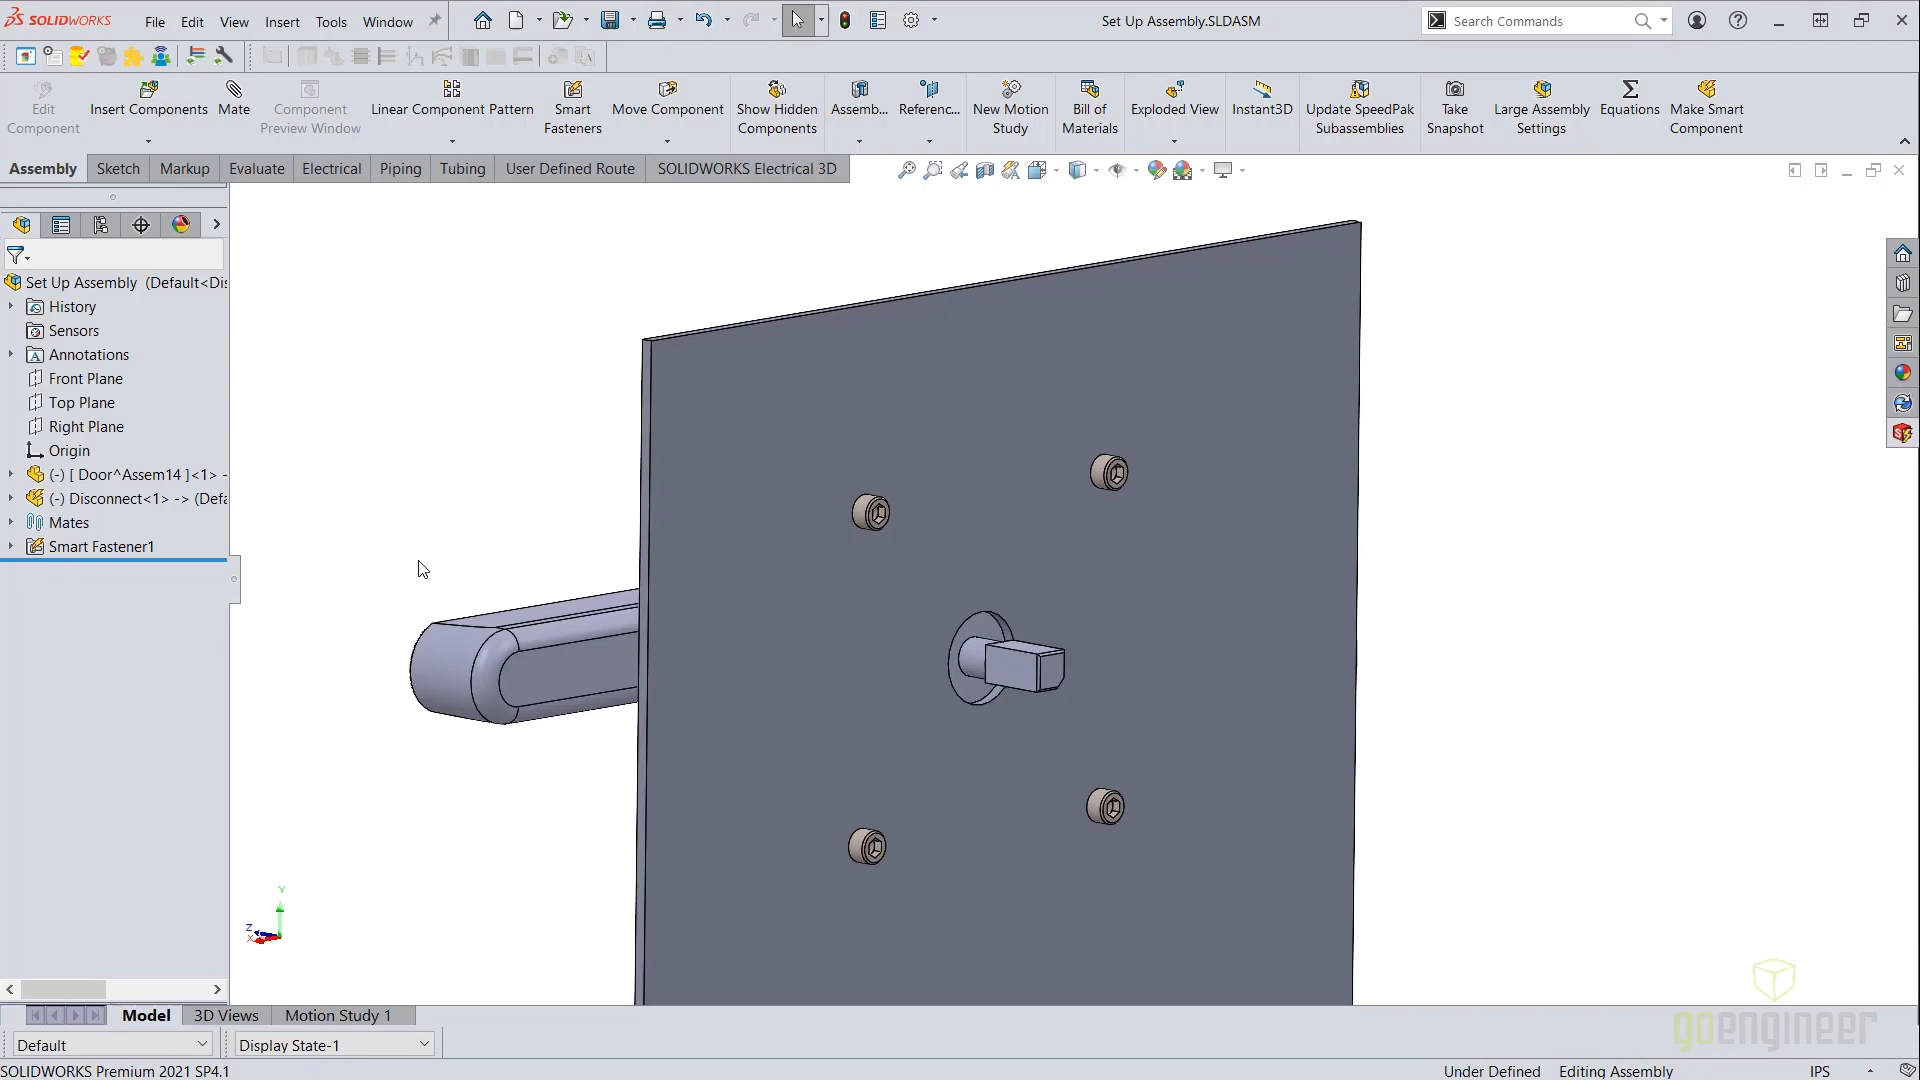 SOLIDWORKS File Edit View Insert Tools Window Set Up Assembly.SLDASM Search Commands
Edit Component
Insert Components
Mate
Component Preview Window
Linear Component Pattern
Smart Fasteners
Move Component
Show Hidden Components
Assemb...
Referenc...
New Motion Study
Bill of Materials
Exploded View
Instant3D
Update SpeedPak Subassemblies
Take Snapshot
Large Assembly Settings
Equations
Make Smart Component
Assembly Sketch Markup Evaluate Electrical Piping Tubing User Defined Route SOLIDWORKS Electrical 3D
Set Up Assembly (Default<Dis
History
Sensors
Annotations
Front Plane
Top Plane
Right Plane
Origin
(-) [ Door^Assem14 ]<1> -
(-) Disconnect<1> -> (Defa
Mates
Smart Fastener1
Y
Z
X
Model 3D Views Motion Study 1
goengineer
Default Display State-1
SOLIDWORKS Premium 2021 SP4.1 Under Defined Editing Assembly IPS